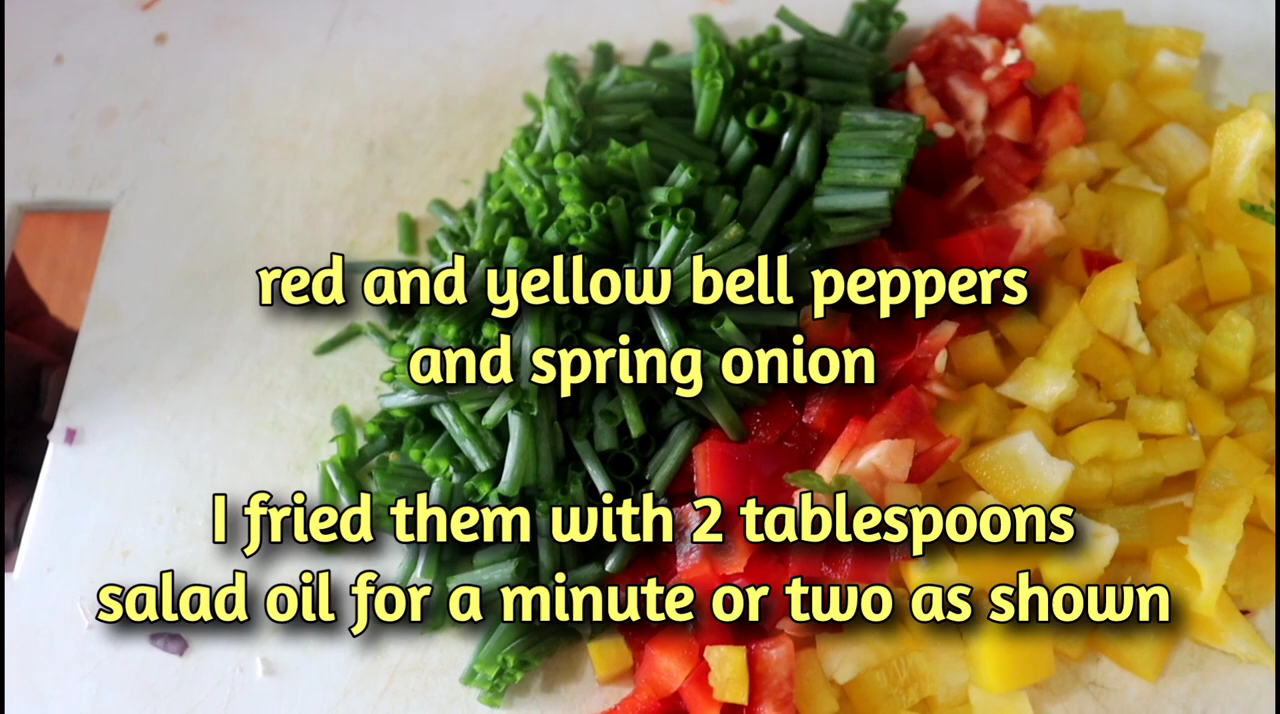 red and yellow bell peppers
and spring onion
I fried them with 2 tablespoons
salad oil for a minute or two as shown